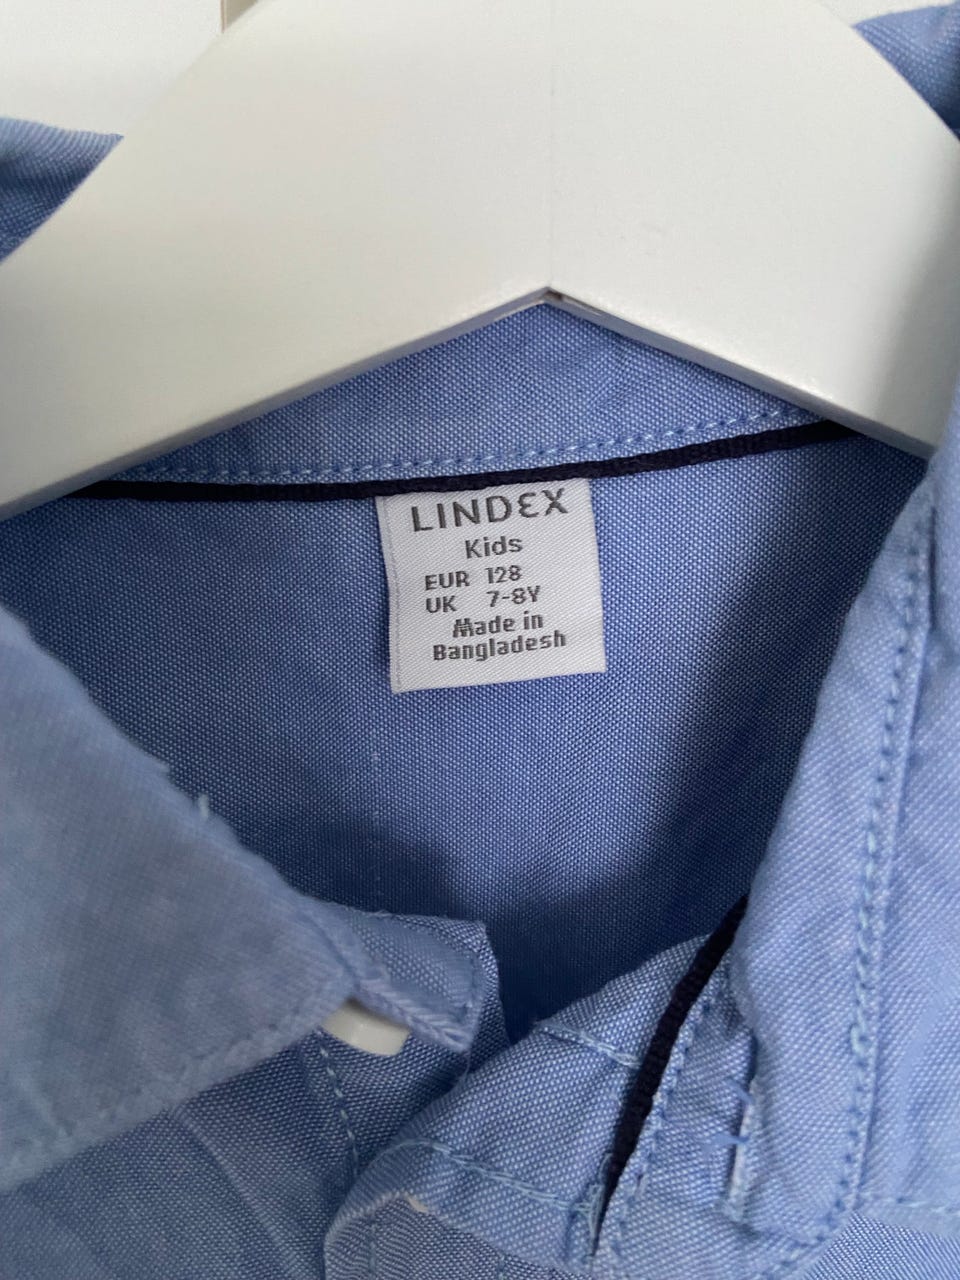 LINDEX
Kids
EUR 128
UK 7-8Y
Made in
Bangladesh